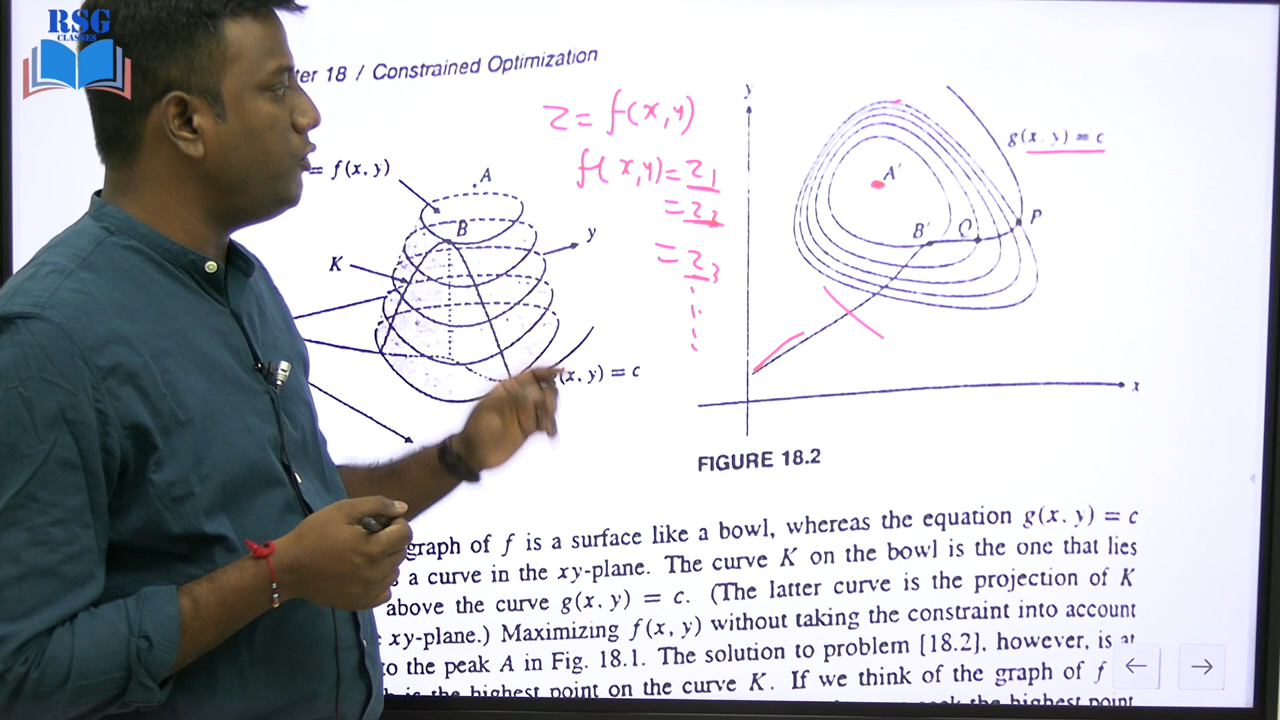 RSG
CLASSES
ter 18 / Constrained Optimization
z = f(x, y)
f(x, y) = z1
= z2
= z3
= f(x, y)
A
B
K
y
g(x, y) = c
y
g(x, y) = c
A′
B′
P
x
FIGURE 18.2
graph of f is a surface like a bowl, whereas the equation g(x, y) = c
a curve in the xy-plane. The curve K on the bowl is the one that lies
above the curve g(x, y) = c. (The latter curve is the projection of K
xy-plane.) Maximizing f(x, y) without taking the constraint into account
to the peak A in Fig. 18.1. The solution to problem [18.2], however, is at
is the highest point on the curve K. If we think of the graph of f
the highest point